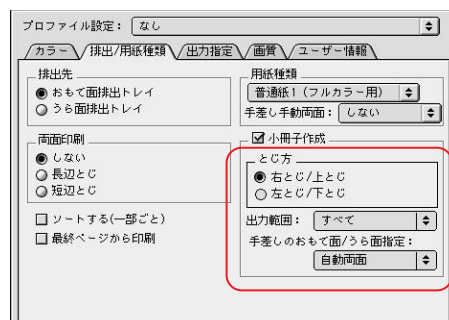 プロファイル設定： なし
カラー 排出/用紙種類 出力指定 画質 ユーザー情報
排出先
おもて面排出トレイ
うら面排出トレイ
両面印刷
しない
長辺とじ
短辺とじ
ソートする(一部ごと)
最終ページから印刷
用紙種類
普通紙1（フルカラー用）
手差し手動両面： しない
小冊子作成
とじ方
右とじ/上とじ
左とじ/下とじ
出力範囲： すべて
手差しのおもて面/うら面指定：
自動両面